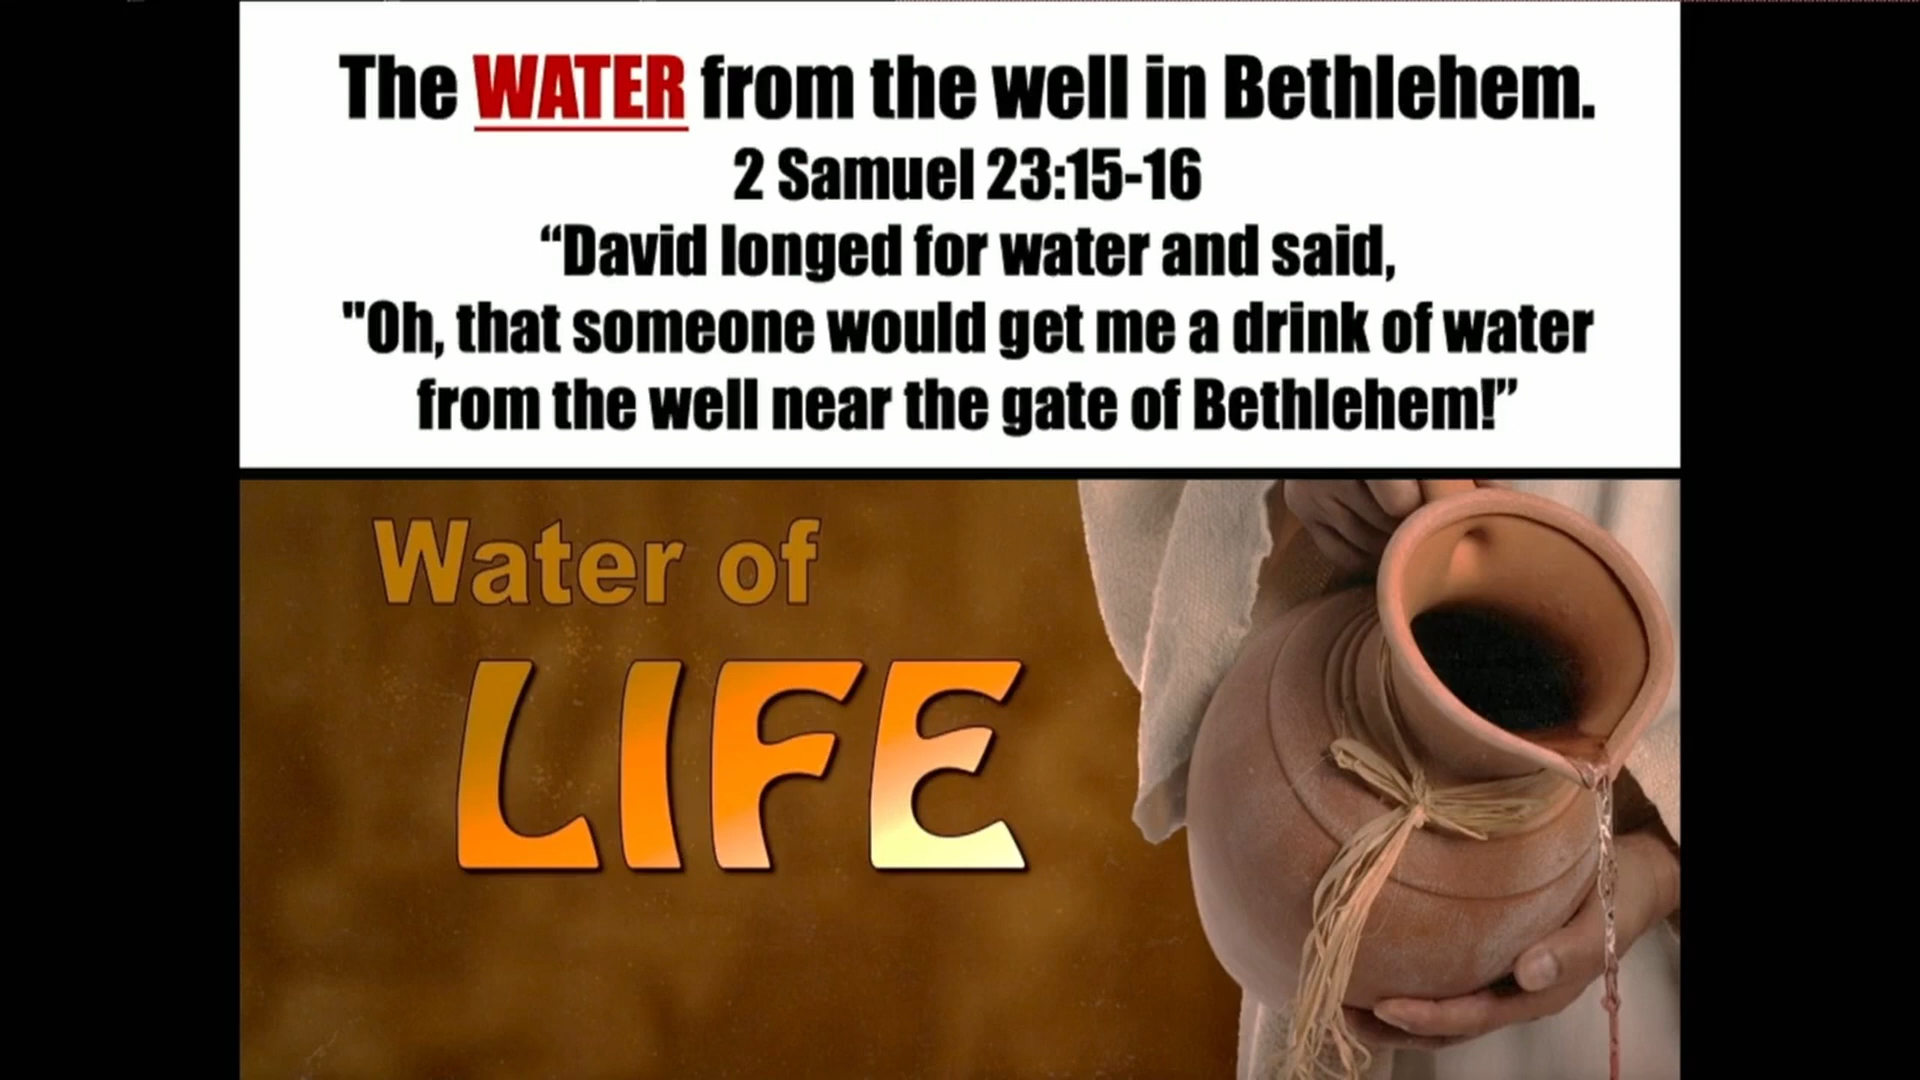 The WATER from the well in Bethlehem.
2 Samuel 23:15-16
“David longed for water and said,
"Oh, that someone would get me a drink of water
from the well near the gate of Bethlehem!”
Water of
LIFE